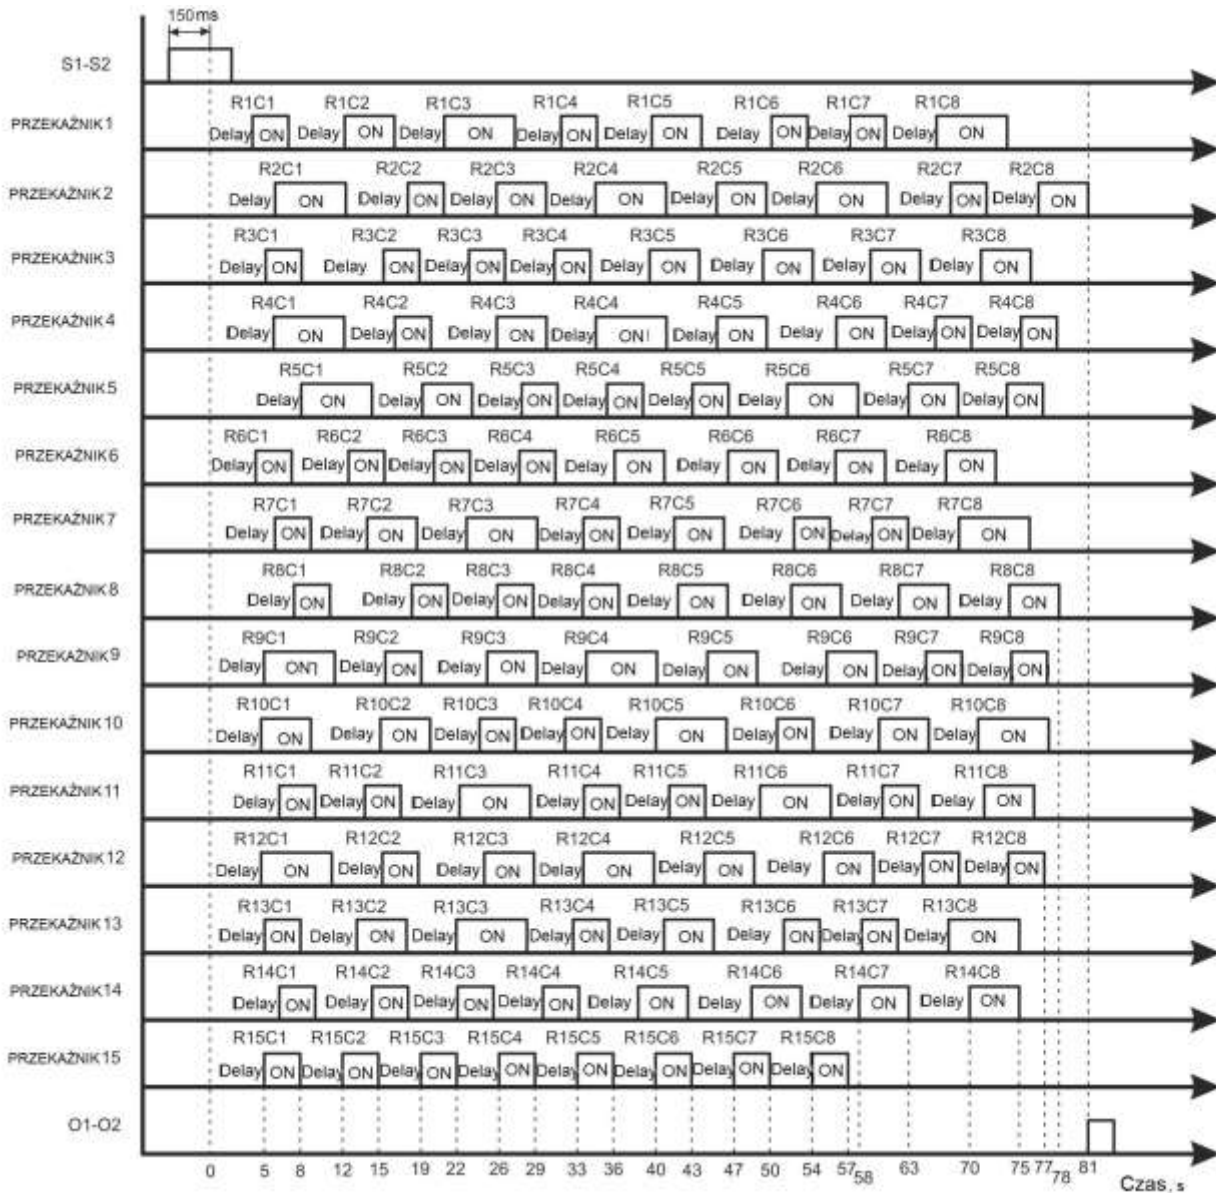 150ms
S1-S2
R1C1 R1C2 R1C3 R1C4 R1C5 R1C6 R1C7 R1C8
PRZEKAŹNIK1 Delay ON Delay ON Delay ON Delay ON Delay ON Delay ON Delay ON Delay ON
R2C1 R2C2 R2C3 R2C4 R2C5 R2C6 R2C7 R2C8
PRZEKAŹNIK2 Delay ON Delay ON Delay ON Delay ON Delay ON Delay ON Delay ON Delay ON
R3C1 R3C2 R3C3 R3C4 R3C5 R3C6 R3C7 R3C8
PRZEKAŹNIK3 Delay ON Delay ON Delay ON Delay ON Delay ON Delay ON Delay ON Delay ON
R4C1 R4C2 R4C3 R4C4 R4C5 R4C6 R4C7 R4C8
PRZEKAŹNIK4 Delay ON Delay ON Delay ON Delay ON Delay ON Delay ON Delay ON Delay ON
R5C1 R5C2 R5C3 R5C4 R5C5 R5C6 R5C7 R5C8
PRZEKAŹNIK5 Delay ON Delay ON Delay ON Delay ON Delay ON Delay ON Delay ON Delay ON
R6C1 R6C2 R6C3 R6C4 R6C5 R6C6 R6C7 R6C8
PRZEKAŹNIK6 Delay ON Delay ON Delay ON Delay ON Delay ON Delay ON Delay ON Delay ON
R7C1 R7C2 R7C3 R7C4 R7C5 R7C6 R7C7 R7C8
PRZEKAŹNIK7 Delay ON Delay ON Delay ON Delay ON Delay ON Delay ON Delay ON Delay ON
R8C1 R8C2 R8C3 R8C4 R8C5 R8C6 R8C7 R8C8
PRZEKAŹNIK8 Delay ON Delay ON Delay ON Delay ON Delay ON Delay ON Delay ON Delay ON
R9C1 R9C2 R9C3 R9C4 R9C5 R9C6 R9C7 R9C8
PRZEKAŹNIK9 Delay ON Delay ON Delay ON Delay ON Delay ON Delay ON Delay ON Delay ON
R10C1 R10C2 R10C3 R10C4 R10C5 R10C6 R10C7 R10C8
PRZEKAŹNIK10 Delay ON Delay ON Delay ON Delay ON Delay ON Delay ON Delay ON Delay ON
R11C1 R11C2 R11C3 R11C4 R11C5 R11C6 R11C7 R11C8
PRZEKAŹNIK11 Delay ON Delay ON Delay ON Delay ON Delay ON Delay ON Delay ON Delay ON
R12C1 R12C2 R12C3 R12C4 R12C5 R12C6 R12C7 R12C8
PRZEKAŹNIK12 Delay ON Delay ON Delay ON Delay ON Delay ON Delay ON Delay ON Delay ON
R13C1 R13C2 R13C3 R13C4 R13C5 R13C6 R13C7 R13C8
PRZEKAŹNIK13 Delay ON Delay ON Delay ON Delay ON Delay ON Delay ON Delay ON Delay ON
R14C1 R14C2 R14C3 R14C4 R14C5 R14C6 R14C7 R14C8
PRZEKAŹNIK14 Delay ON Delay ON Delay ON Delay ON Delay ON Delay ON Delay ON Delay ON
R15C1 R15C2 R15C3 R15C4 R15C5 R15C6 R15C7 R15C8
PRZEKAŹNIK15 Delay ON Delay ON Delay ON Delay ON Delay ON Delay ON Delay ON Delay ON
O1-O2
0 5 8 12 15 19 22 26 29 33 36 40 43 47 50 54 57 58 63 70 75 77 78 81
Czas, s